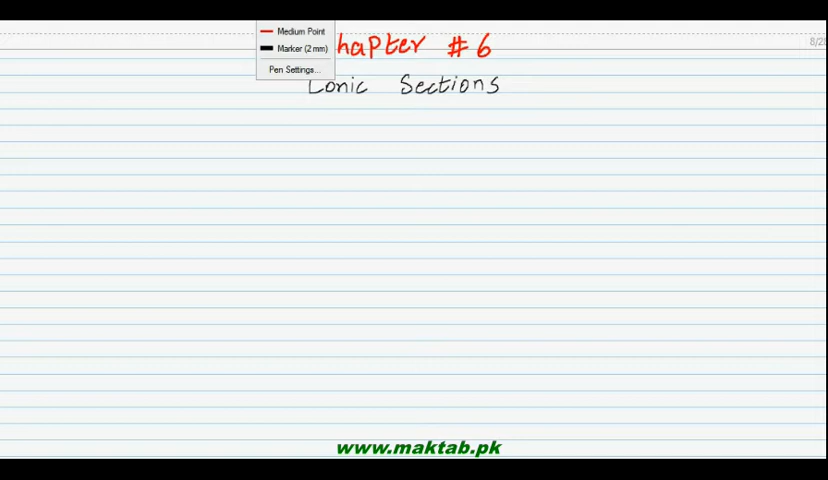 Medium Point
Marker (2 mm)
Pen Settings...
hapter # 6
Conic Sections
www.maktab.pk